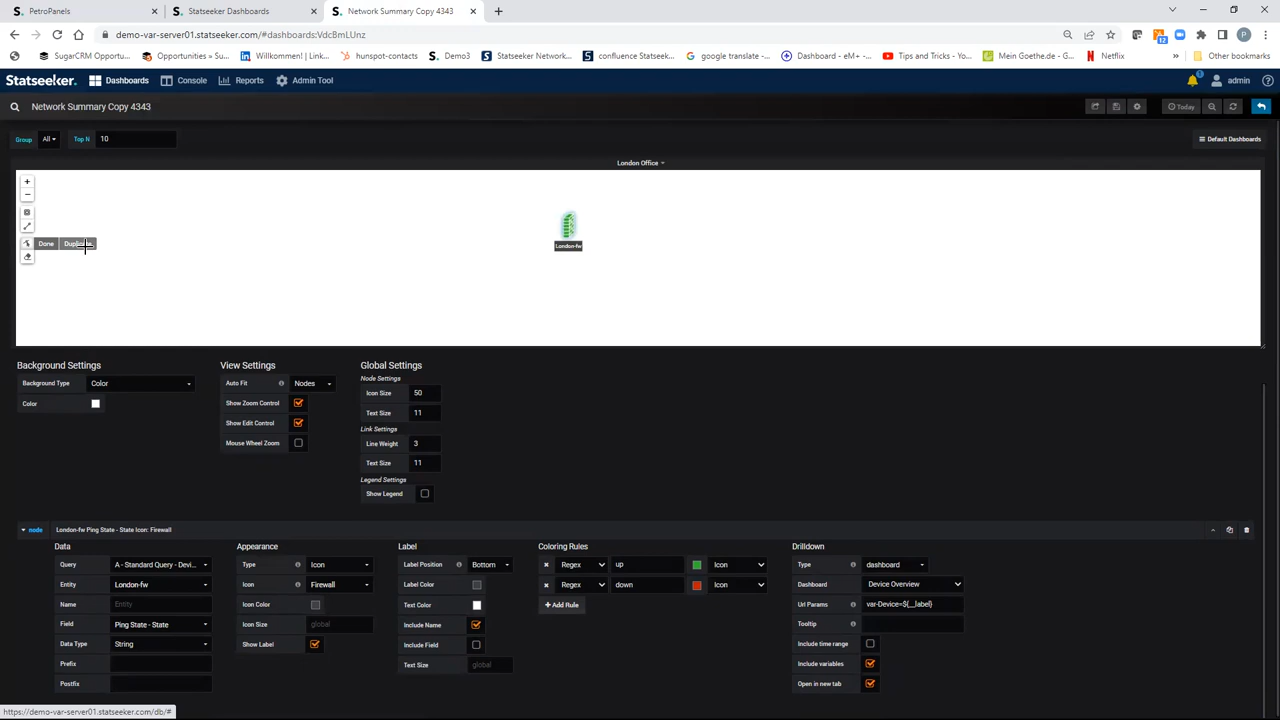 PetroPanels
Statseeker Dashboards
Network Summary Copy 4343
demo-var-server01.statseeker.com/#dashboards:VdcBmLUnz
SugarCRM Opportu...
Opportunities » Su...
Willkommen! | Link...
hunspot-contacts
Demo3
Statseeker Network...
confluence Statseek...
google translate -...
Dashboard - eM+ -...
Tips and Tricks - You...
Mein Goethe.de - G...
Netflix
Other bookmarks
Statseeker
Dashboards
Console
Reports
Admin Tool
1
admin
Network Summary Copy 4343
Today
Group All
Top N 10
Default Dashboards
London Office
London-fw
Done
Background Settings
Background Type Color
Color
View Settings
Auto Fit Nodes
Show Zoom Control
Show Edit Control
Mouse Wheel Zoom
Global Settings
Node Settings
Icon Size 50
Text Size 11
Link Settings
Line Weight 3
Text Size 11
Legend Settings
Show Legend
node London-fw Ping State - State Icon: Firewall
Data
Query A - Standard Query - Devi...
Entity London-fw
Name Entity
Field Ping State - State
Data Type String
Prefix
Postfix
Appearance
Type Icon
Icon Firewall
Icon Color
Icon Size global
Show Label
Label
Label Position Bottom
Label Color
Text Color
Include Name
Include Field
Text Size global
Coloring Rules
Regex up Icon
Regex down Icon
+ Add Rule
Drilldown
Type dashboard
Dashboard Device Overview
Url Params var-Device=${__label}
Tooltip
Include time range
Include variables
Open in new tab
https://demo-var-server01.statseeker.com/db/#